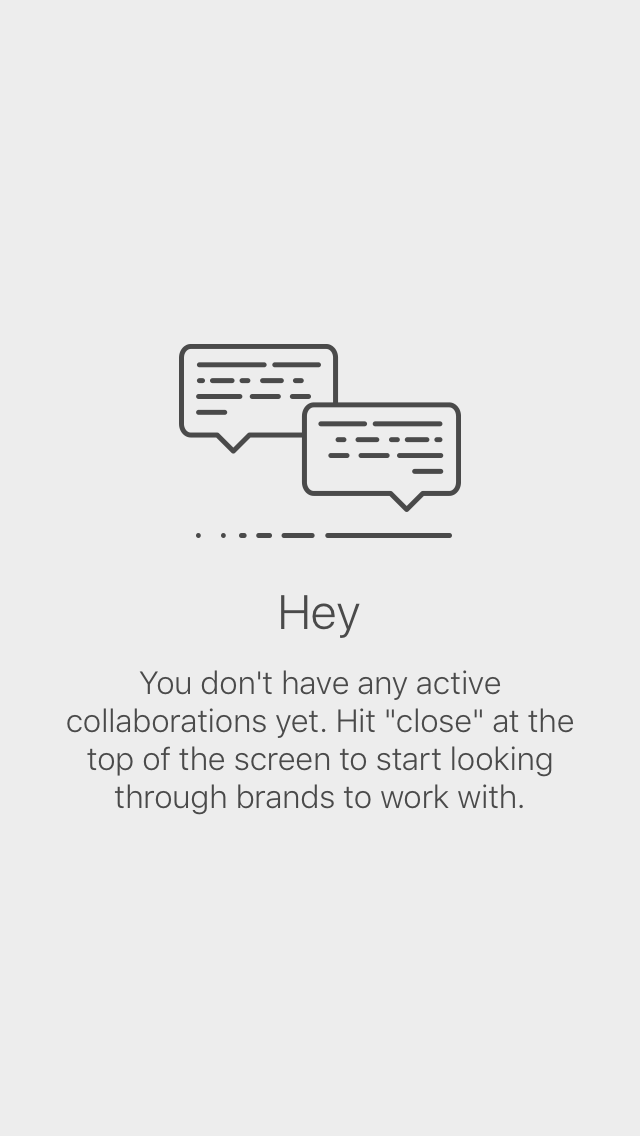 Hey
You don't have any active
collaborations yet. Hit "close" at the
top of the screen to start looking
through brands to work with.